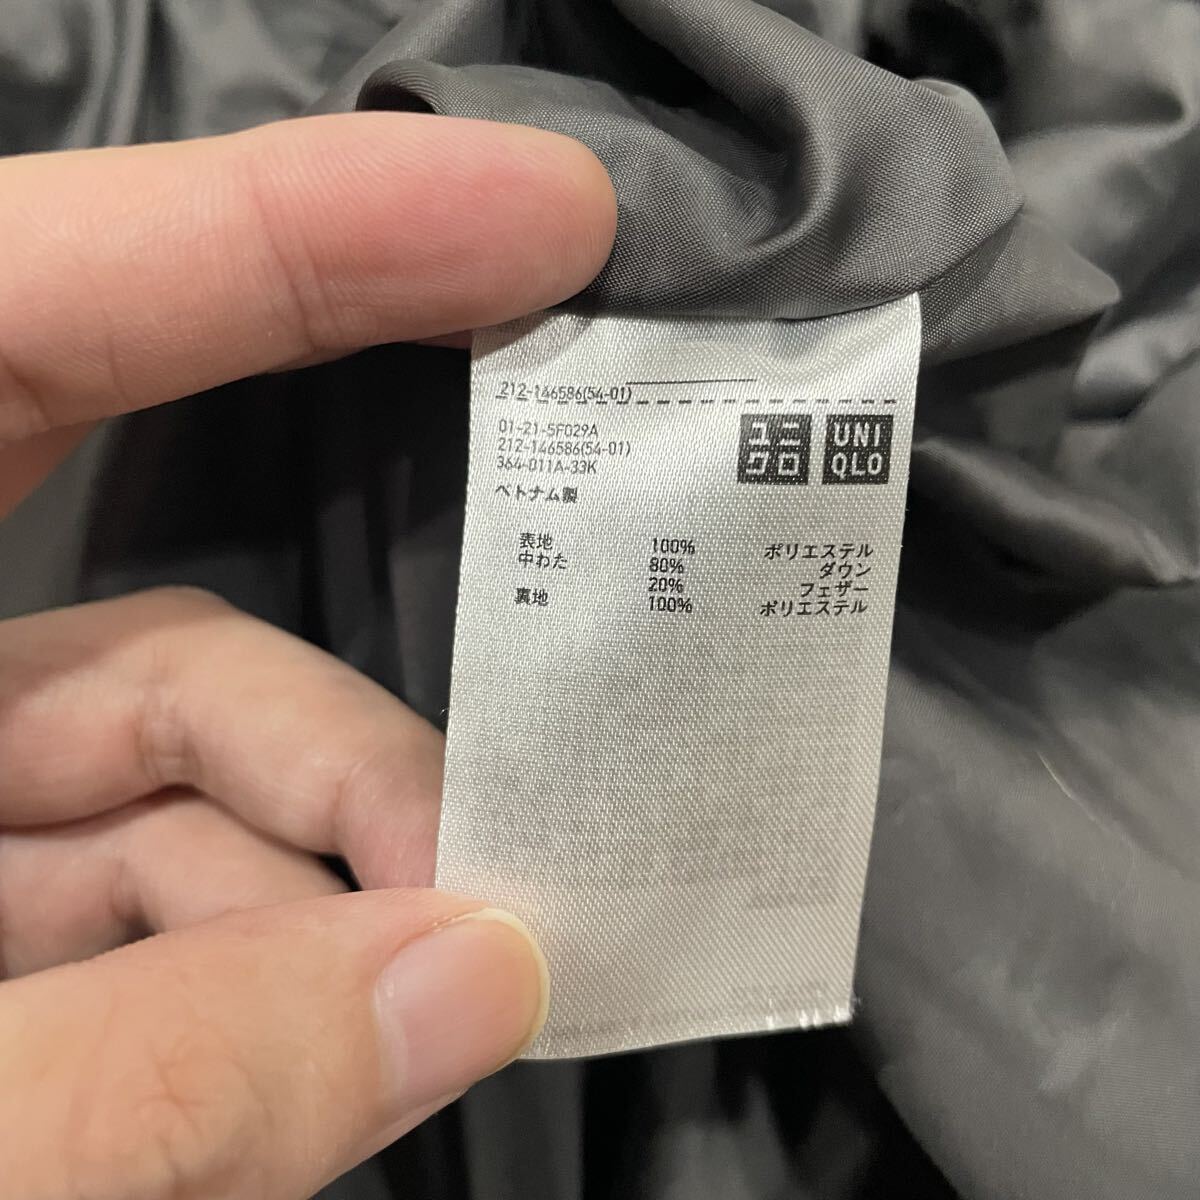 212-146586(54-01)
01-21-SF029A
212-146586(54-01)
364-011A-33K
ユニ
クロ
UNI
QLO
ベトナム製
表地 100% ポリエステル
中わた 80% ダウン
20% フェザー
裏地 100% ポリエステル